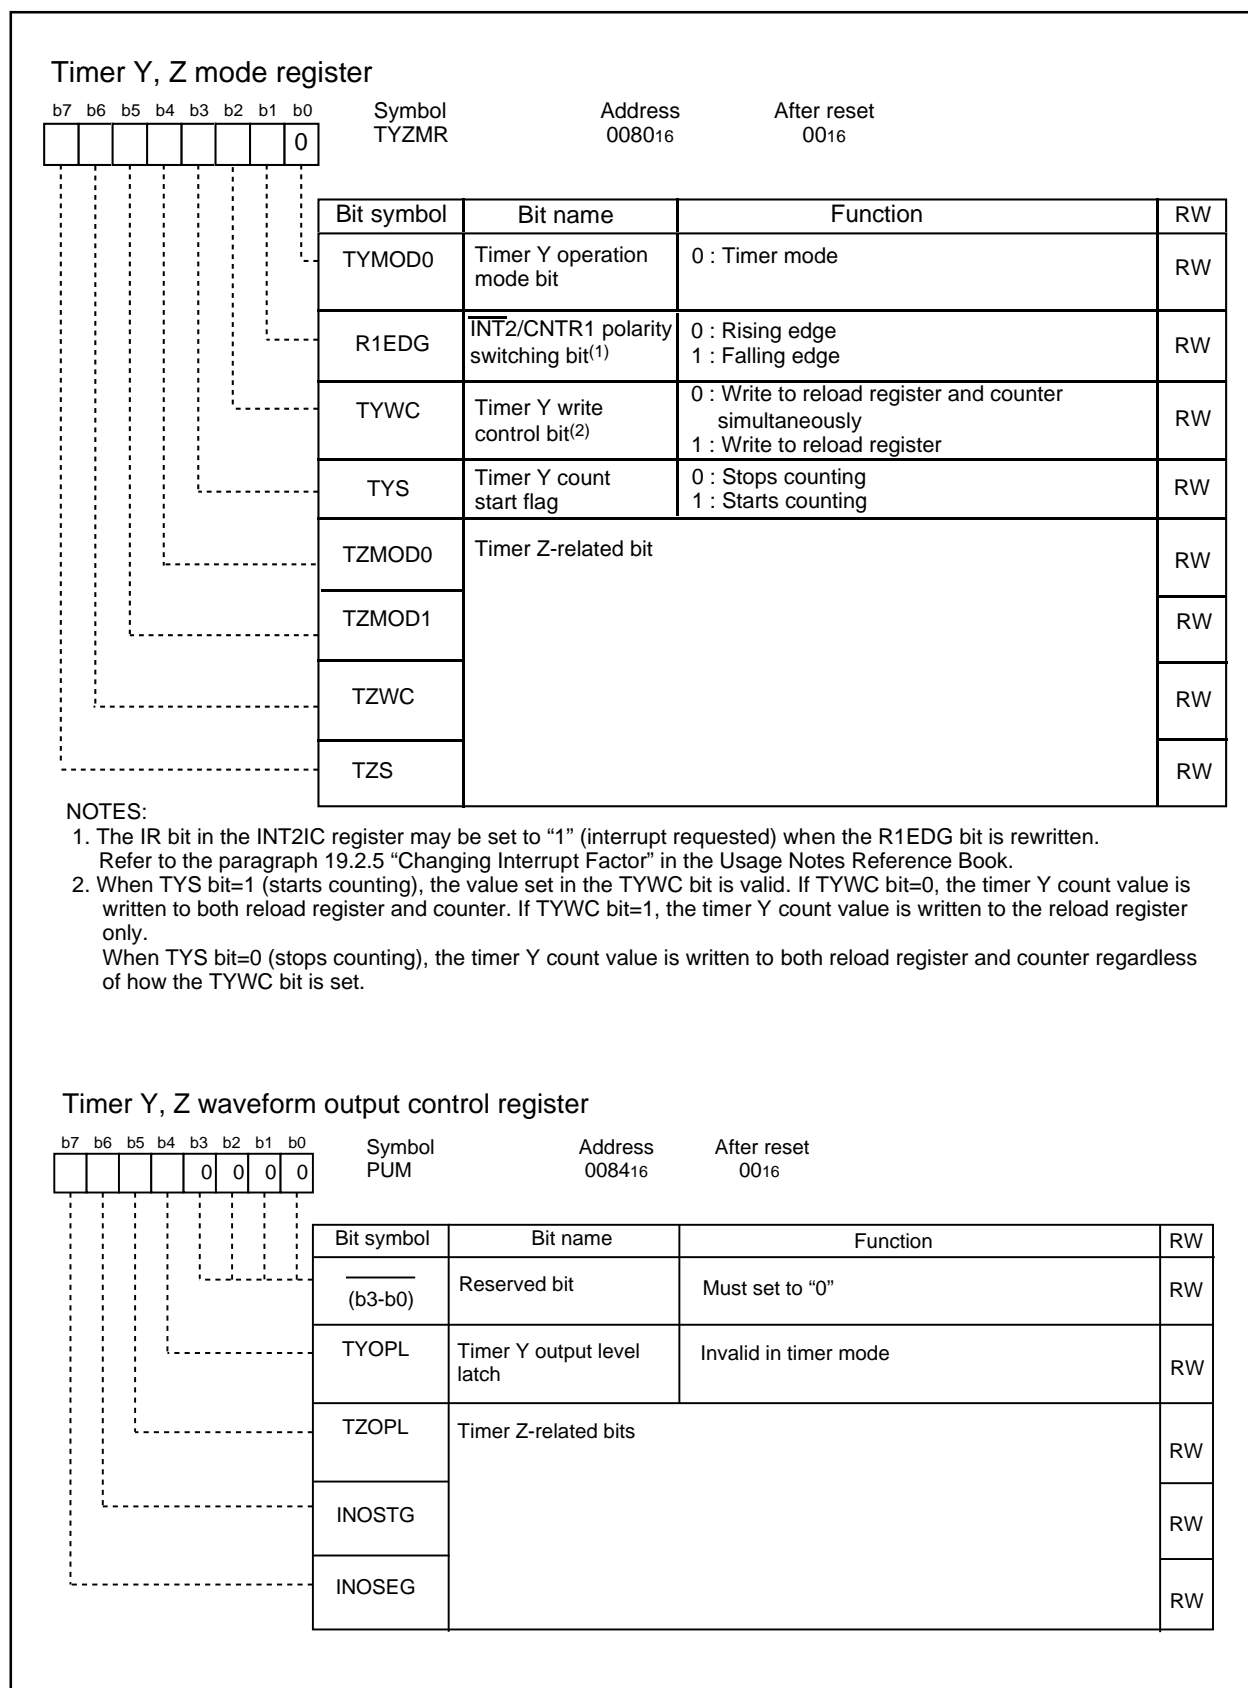 Timer Y, Z mode register
b7 b6 b5 b4 b3 b2 b1 b0
0
Symbol Address After reset
TYZMR 008016 0016
Bit symbol Bit name Function RW
TYMOD0 Timer Y operation mode bit 0 : Timer mode RW
R1EDG INT2/CNTR1 polarity switching bit(1) 0 : Rising edge
1 : Falling edge RW
TYWC Timer Y write control bit(2) 0 : Write to reload register and counter
simultaneously
1 : Write to reload register RW
TYS Timer Y count start flag 0 : Stops counting
1 : Starts counting RW
TZMOD0 Timer Z-related bit RW
TZMOD1 RW
TZWC RW
TZS RW
NOTES:
1. The IR bit in the INT2IC register may be set to “1” (interrupt requested) when the R1EDG bit is rewritten.
Refer to the paragraph 19.2.5 “Changing Interrupt Factor” in the Usage Notes Reference Book.
2. When TYS bit=1 (starts counting), the value set in the TYWC bit is valid. If TYWC bit=0, the timer Y count value is
written to both reload register and counter. If TYWC bit=1, the timer Y count value is written to the reload register
only.
When TYS bit=0 (stops counting), the timer Y count value is written to both reload register and counter regardless
of how the TYWC bit is set.
Timer Y, Z waveform output control register
b7 b6 b5 b4 b3 b2 b1 b0
0 0 0 0
Symbol Address After reset
PUM 008416 0016
Bit symbol Bit name Function RW
(b3-b0) Reserved bit Must set to “0” RW
TYOPL Timer Y output level latch Invalid in timer mode RW
TZOPL Timer Z-related bits RW
INOSTG RW
INOSEG RW